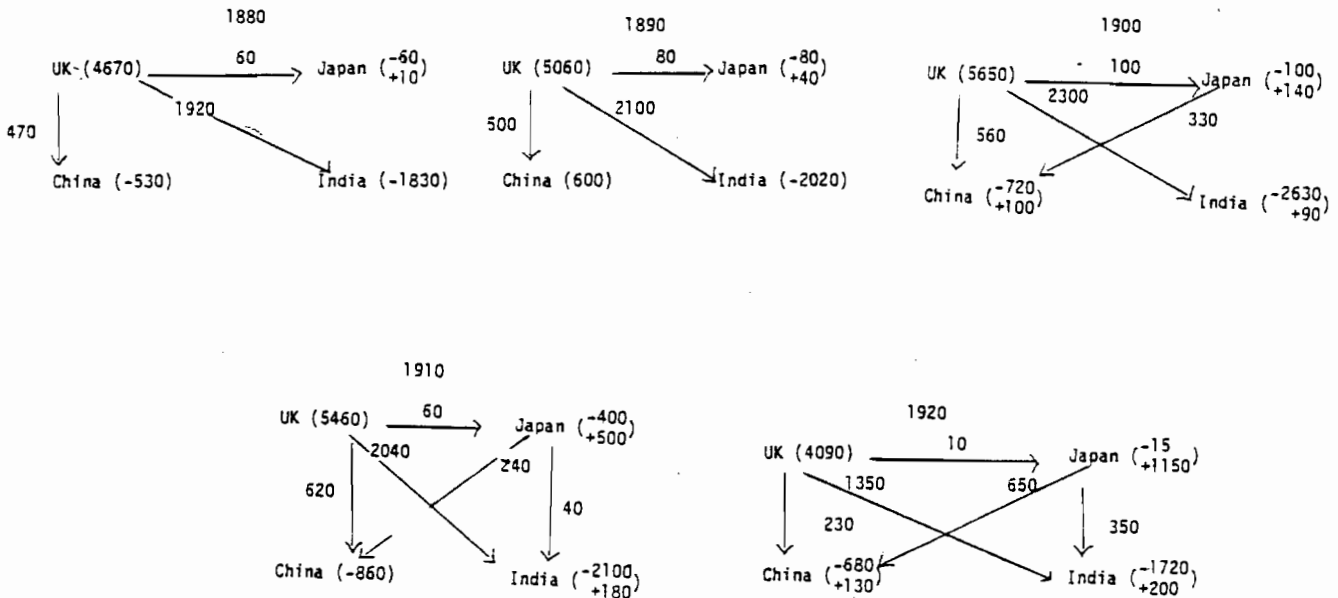 1880
60
UK (4670)
Japan (-60 +10)
470
1920
China (-530)
India (-1830)
1890
80
UK (5060)
Japan (-80 +40)
500
2100
China (600)
India (-2020)
1900
100
UK (5650)
Japan (-100 +140)
2300
560
330
China (-720 +100)
India (-2630 +90)
1910
60
UK (5460)
Japan (-400 +500)
2040
240
620
40
China (-860)
India (-2100 +180)
1920
10
UK (4090)
Japan (-15 +1150)
1350
650
230
350
China (-680 +130)
India (-1720 +200)